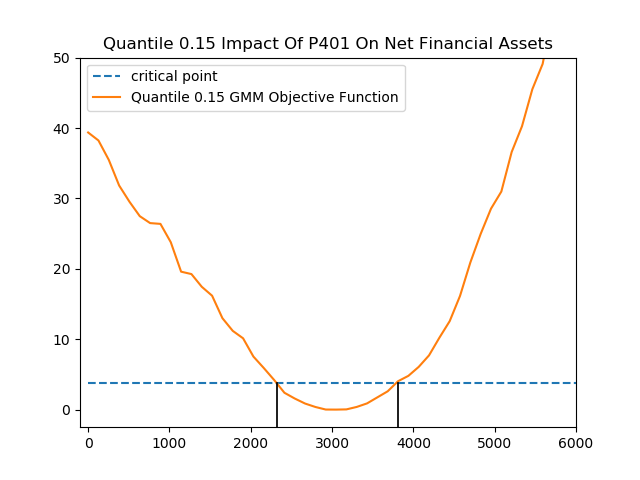 Quantile 0.15 Impact Of P401 On Net Financial Assets
critical point
Quantile 0.15 GMM Objective Function
50
40
30
20
10
0
0 1000 2000 3000 4000 5000 6000